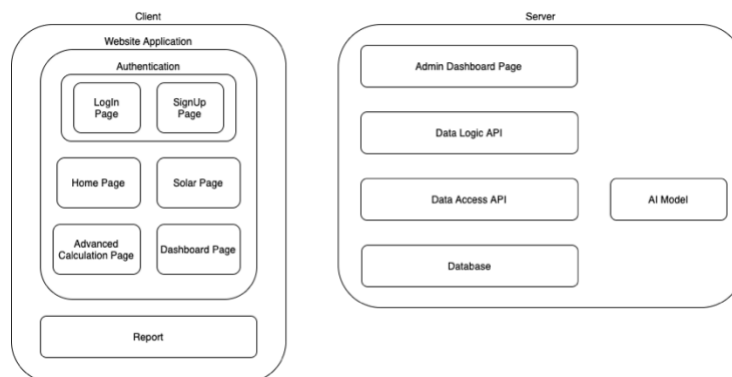 Client
Website Application
Authentication
LogIn
Page
SignUp
Page
Home Page
Solar Page
Advanced
Calculation Page
Dashboard Page
Report
Server
Admin Dashboard Page
Data Logic API
Data Access API
AI Model
Database